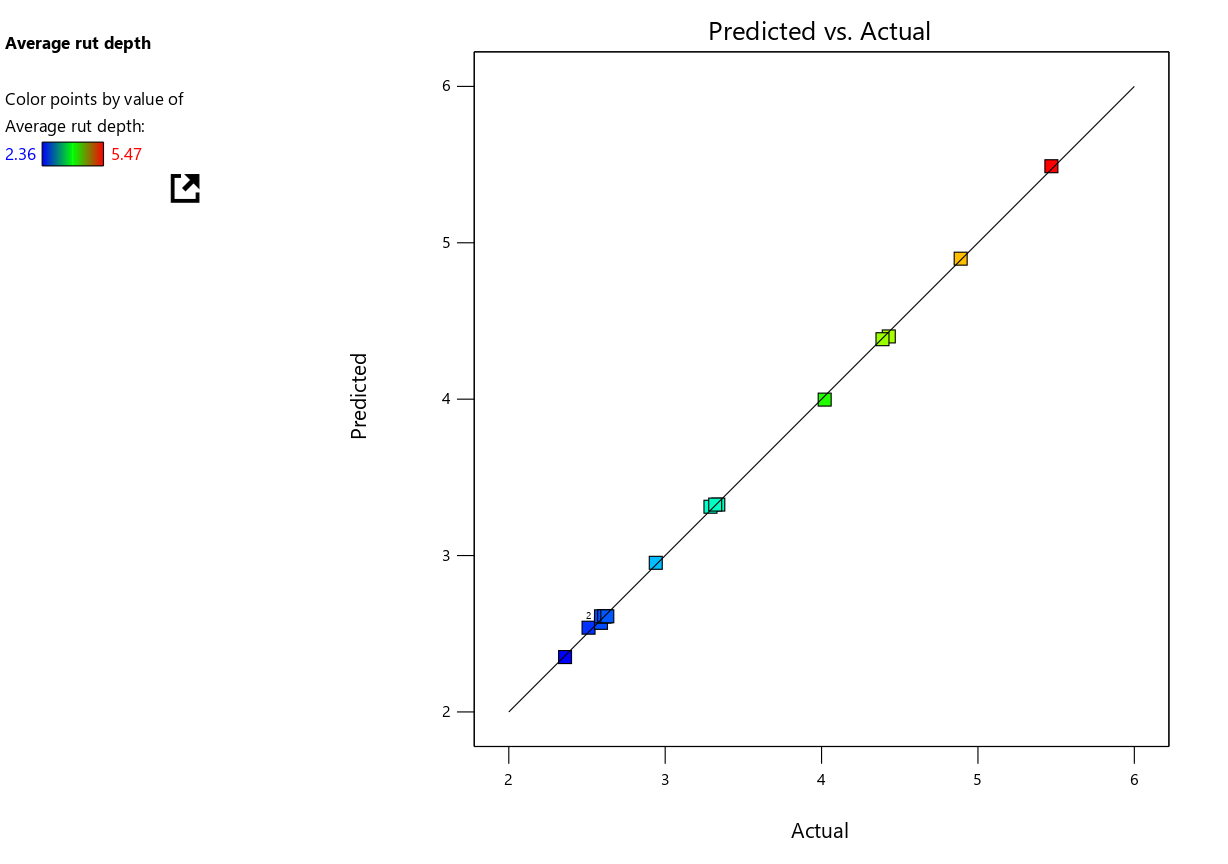 Average rut depth
Color points by value of
Average rut depth:
2.36 5.47
Predicted vs. Actual
Predicted
6
5
4
3
2
2
2 3 4 5 6
Actual